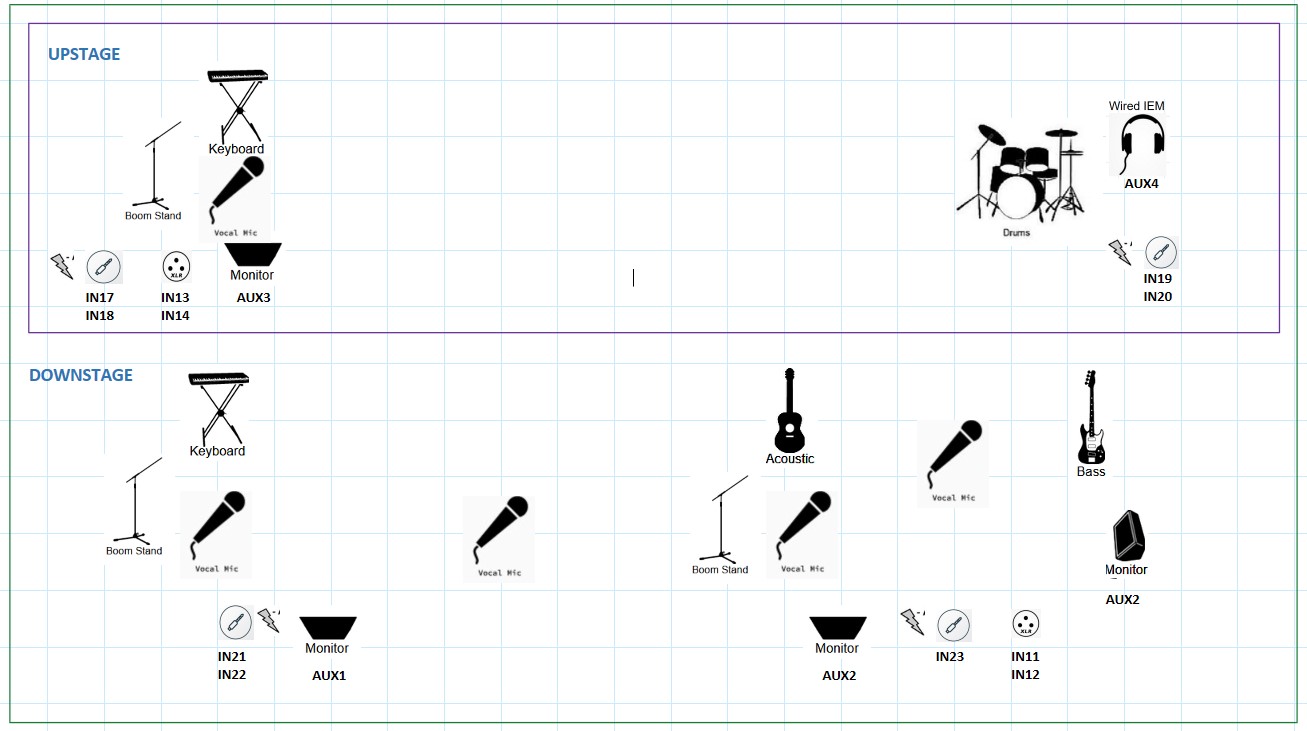 UPSTAGE
Keyboard
Boom Stand
Vocal Mic
Monitor
XLR
IN17
IN18
IN13
IN14
AUX3
Wired IEM
AUX4
Drums
IN19
IN20
DOWNSTAGE
Keyboard
Boom Stand
Vocal Mic
Vocal Mic
Acoustic
Boom Stand
Vocal Mic
Vocal Mic
Bass
Monitor
AUX2
IN21
IN22
Monitor
AUX1
Monitor
AUX2
IN23
XLR
IN11
IN12